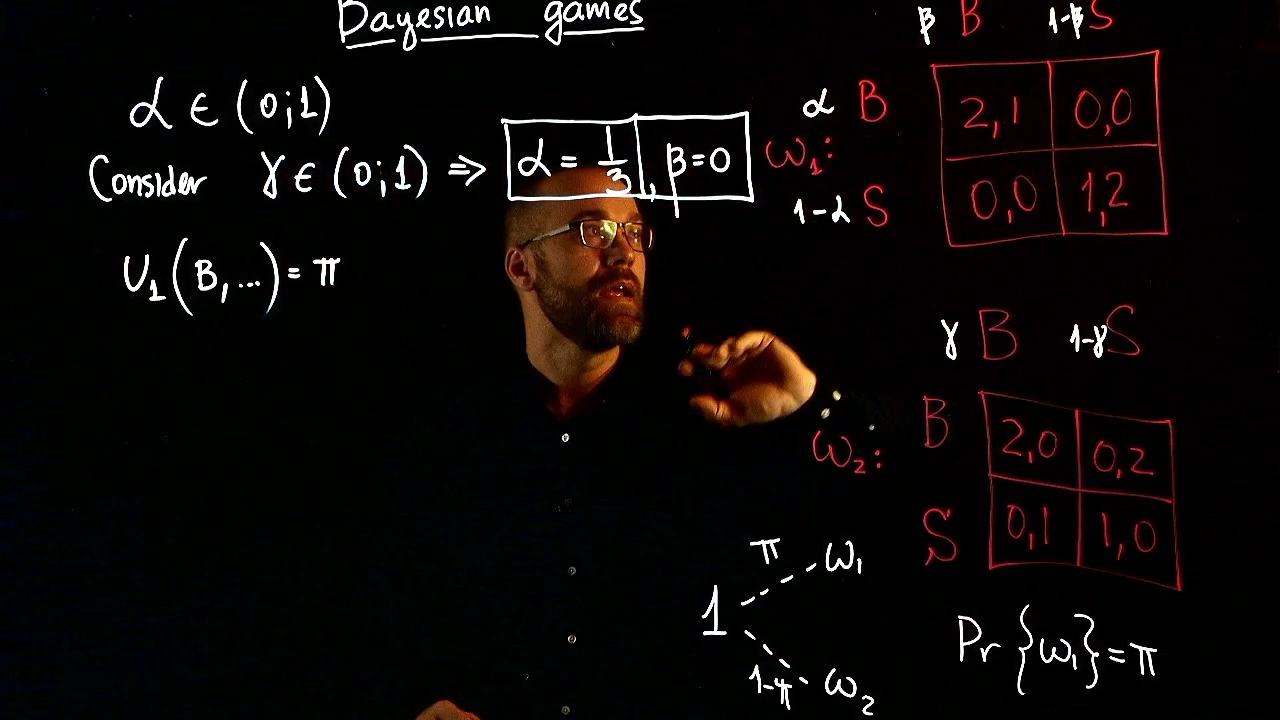 Bayesian games
α ∈ (0;1)
Consider γ ∈ (0;1) ⇒ α = 1/3, β=0
U₁(B,...) = π
β B 1-β S
α B 2,1 0,0
ω₁:
1-α S 0,0 1,2
γ B 1-γ S
B 2,0 0,2
ω₂:
S 0,1 1,0
π ω₁
1
1-π ω₂
Pr {ω₁} = π